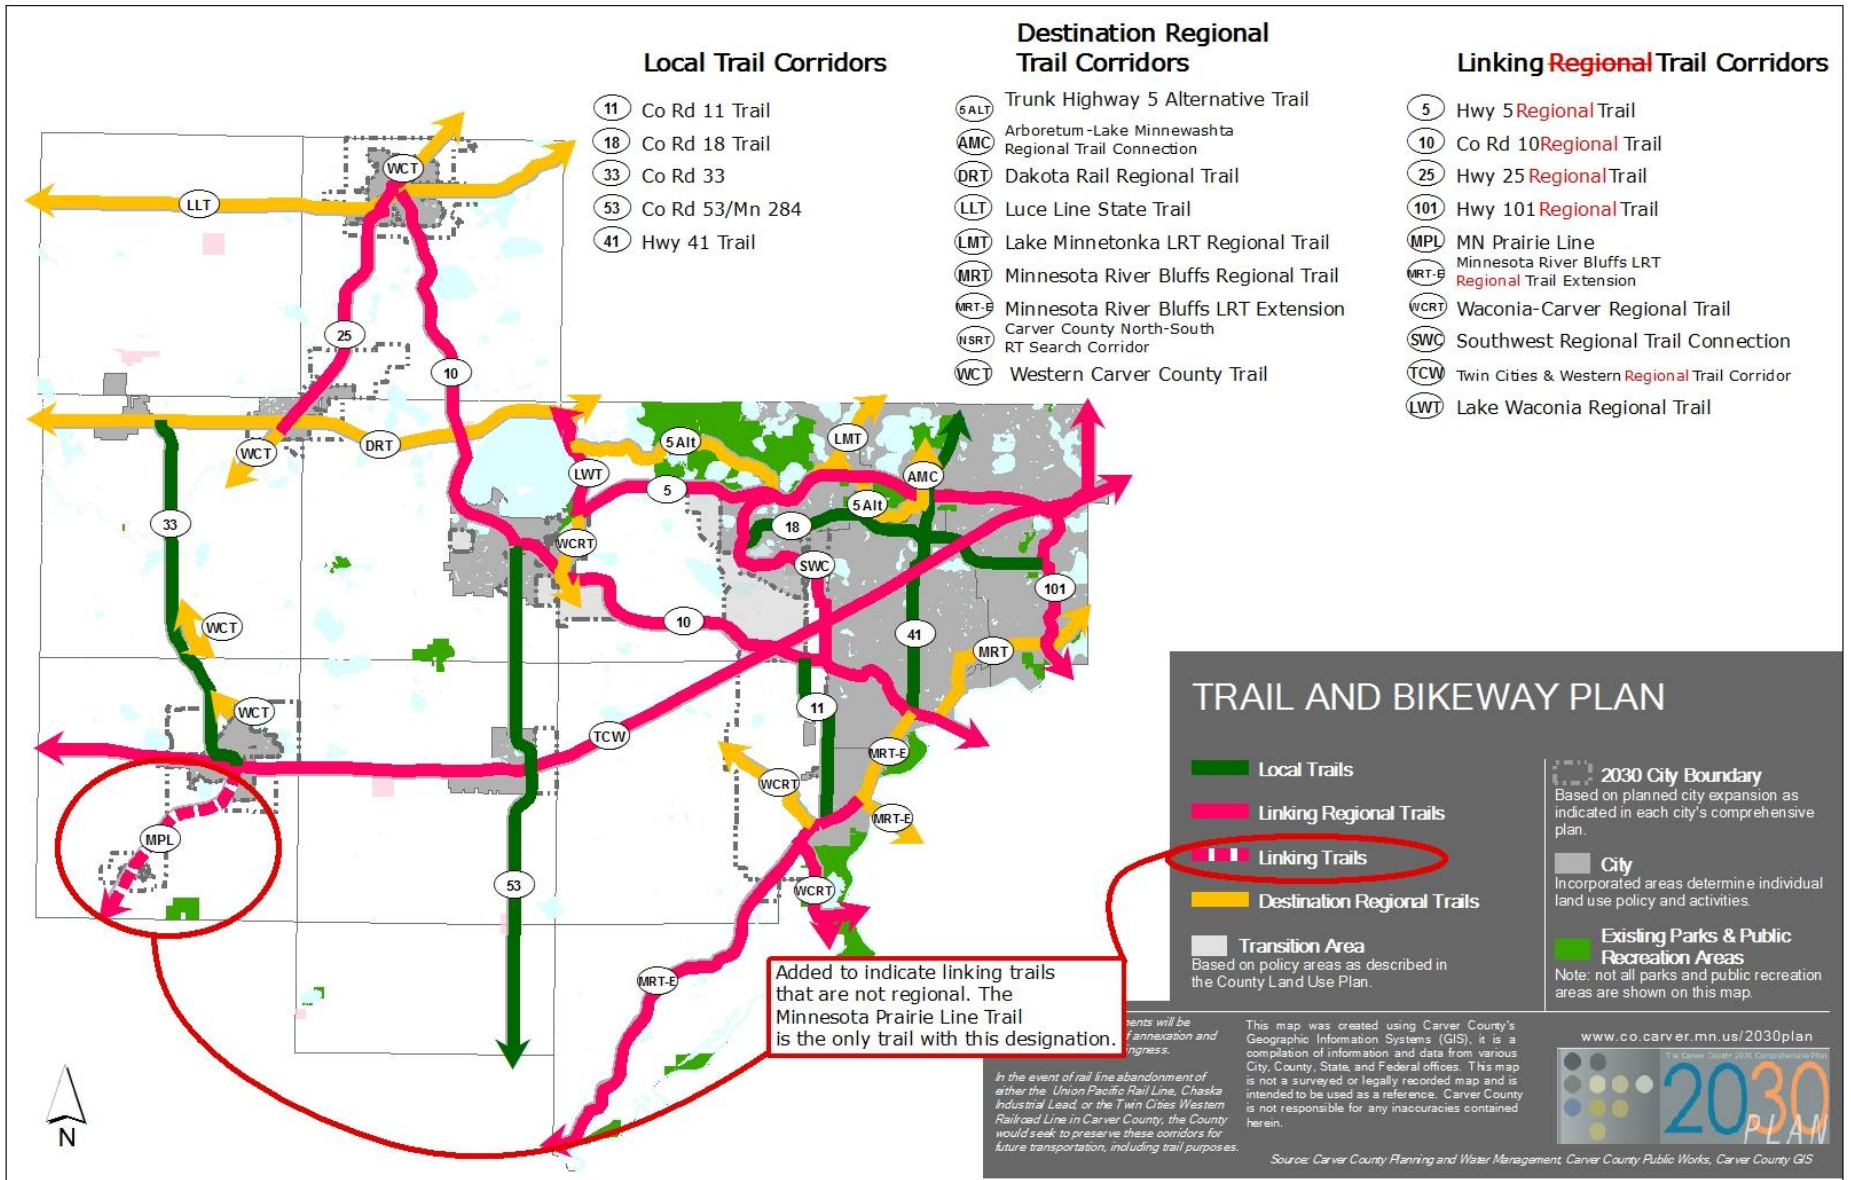 Local Trail Corridors
11 Co Rd 11 Trail
18 Co Rd 18 Trail
33 Co Rd 33
53 Co Rd 53/Mn 284
41 Hwy 41 Trail
Destination Regional
Trail Corridors
5 ALT Trunk Highway 5 Alternative Trail
AMC Arboretum-Lake Minnewashta
Regional Trail Connection
DRT Dakota Rail Regional Trail
LLT Luce Line State Trail
LMT Lake Minnetonka LRT Regional Trail
MRT Minnesota River Bluffs Regional Trail
MRT-E Minnesota River Bluffs LRT Extension
NSRT Carver County North-South
RT Search Corridor
WCT Western Carver County Trail
Linking Regional Trail Corridors
5 Hwy 5 Regional Trail
10 Co Rd 10 Regional Trail
25 Hwy 25 Regional Trail
101 Hwy 101 Regional Trail
MPL MN Prairie Line
MRT-E Minnesota River Bluffs LRT
Regional Trail Extension
WCRT Waconia-Carver Regional Trail
SWC Southwest Regional Trail Connection
TCW Twin Cities & Western Regional Trail Corridor
LWT Lake Waconia Regional Trail
WCT
LLT
25
10
WCT
DRT
LWT
5 Alt
5
LMT
AMC
5 Alt
18
33
WCRT
SWC
101
WCT
10
41
MRT
WCT
11
TCW
MRT-E
WCRT
MRT-E
MPL
53
WCRT
MRT-E
N
Added to indicate linking trails
that are not regional. The
Minnesota Prairie Line Trail
is the only trail with this designation.
TRAIL AND BIKEWAY PLAN
Local Trails
Linking Regional Trails
Linking Trails
Destination Regional Trails
Transition Area
Based on policy areas as described in
the County Land Use Plan.
2030 City Boundary
Based on planned city expansion as
indicated in each city's comprehensive
plan.
City
Incorporated areas determine individual
land use policy and activities.
Existing Parks & Public
Recreation Areas
Note: not all parks and public recreation
areas are shown on this map.
ents will be
annexation and
ingness.
In the event of rail line abandonment of
either the Union Pacific Rail Line, Chaska
Industrial Lead, or the Twin Cities Western
Railroad Line in Carver County, the County
would seek to preserve these corridors for
future transportation, including trail purposes.
This map was created using Carver County's
Geographic Information Systems (GIS), it is a
compilation of information and data from various
City, County, State, and Federal offices. This map
is not a surveyed or legally recorded map and is
intended to be used as a reference. Carver County
is not responsible for any inaccuracies contained
herein.
www.co.carver.mn.us/2030plan
The Carver County 2030 Comprehensive Plan
2030
PLAN
Source: Carver County Planning and Water Management, Carver County Public Works, Carver County GIS